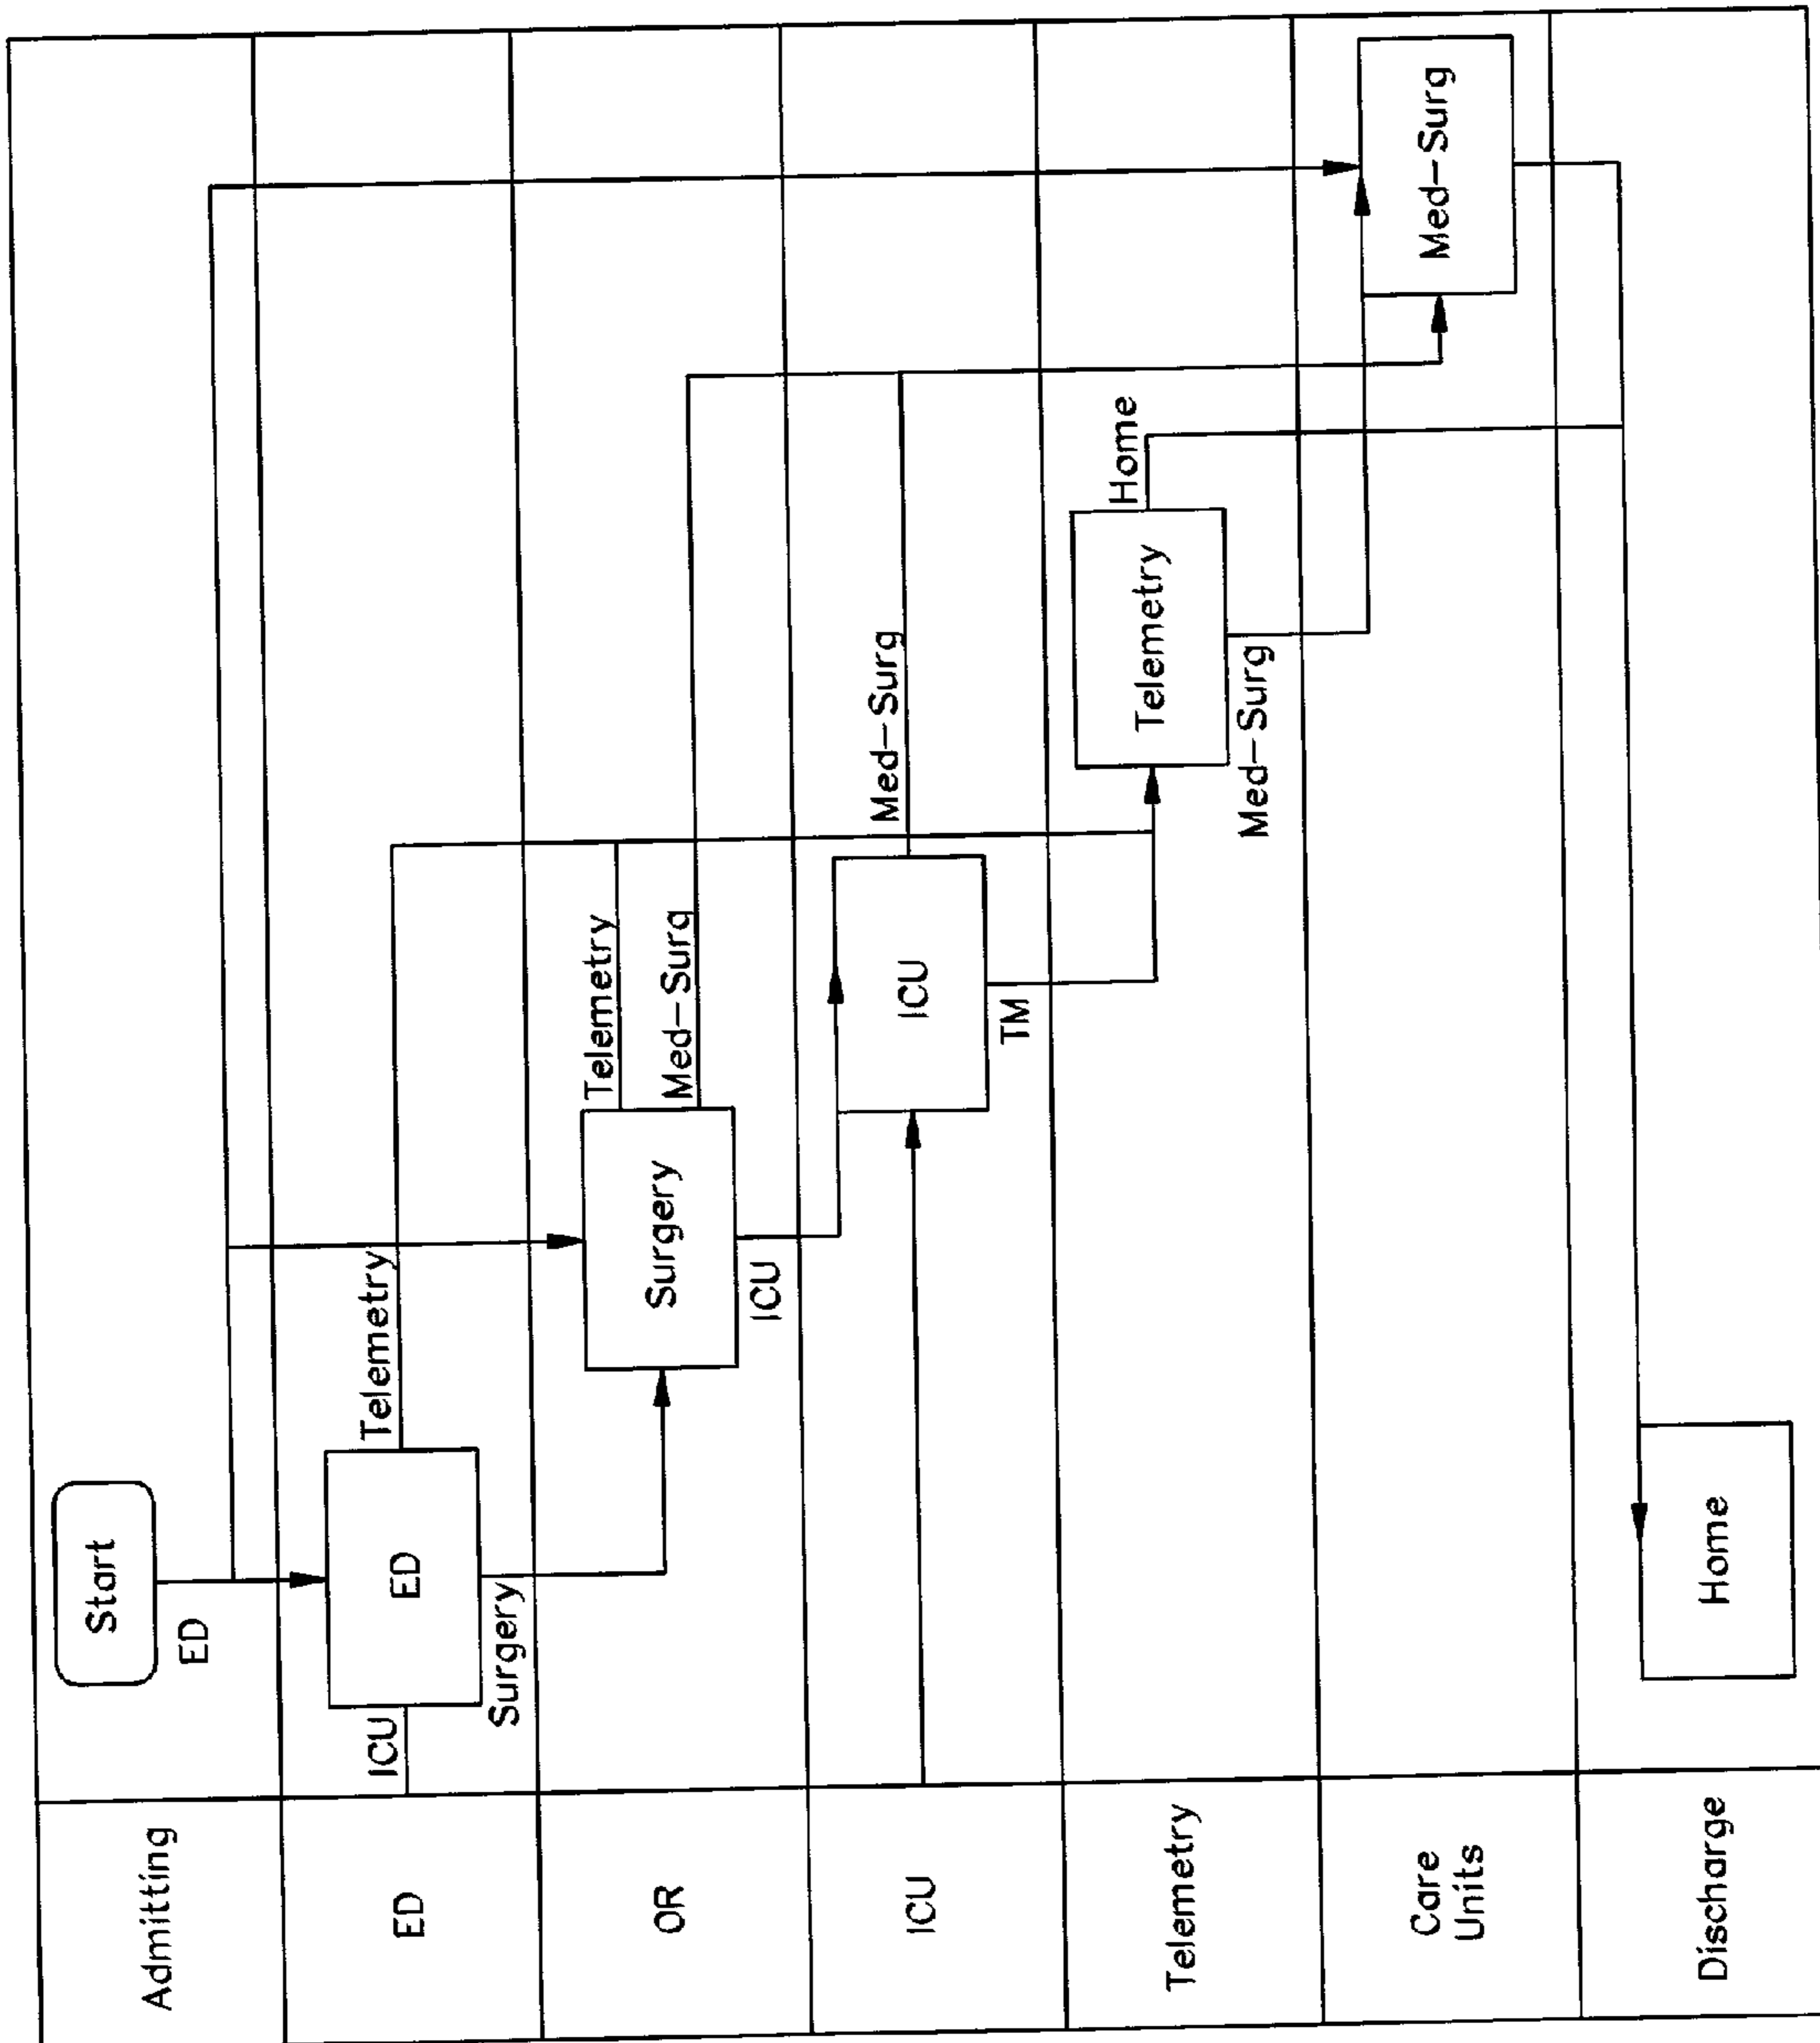 Admitting
Start
ED
ED
ICU
ED
Telemetry
Surgery
OR
Surgery
Telemetry
Med-Surg
ICU
ICU
ICU
Med-Surg
TM
Telemetry
Telemetry
Home
Med-Surg
Care
Units
Med-Surg
Discharge
Home